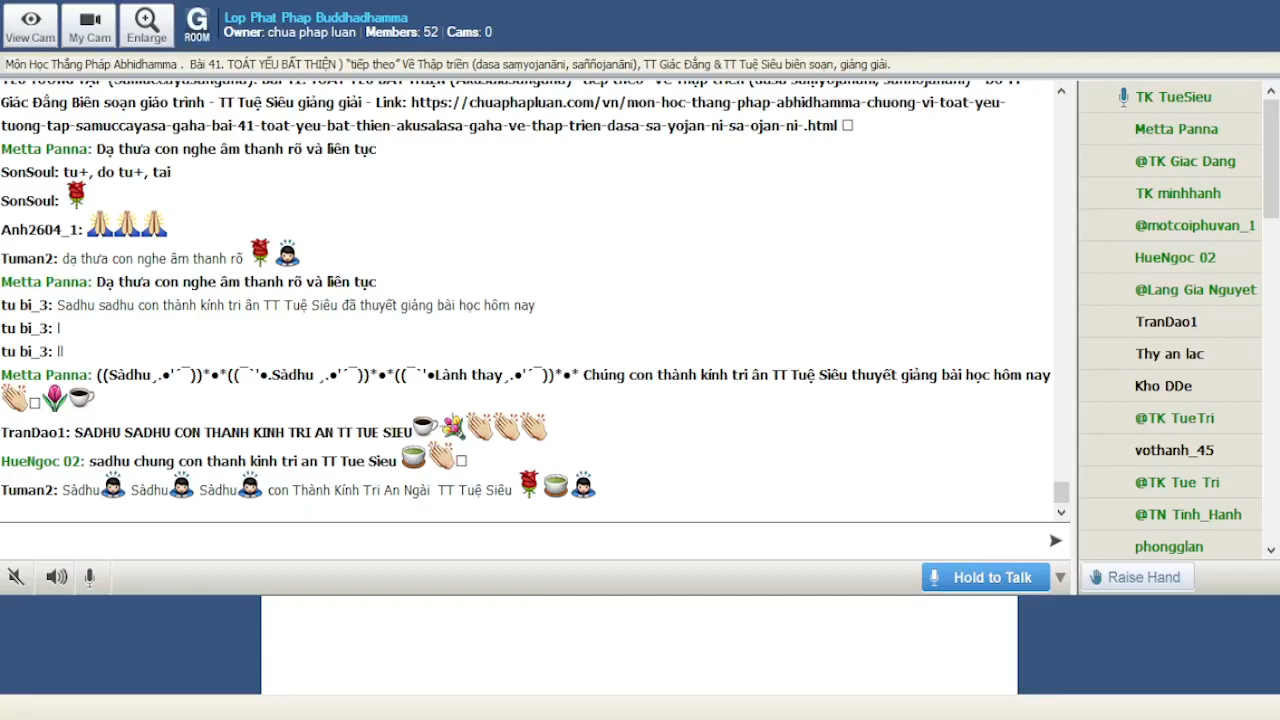 View Cam
My Cam
Enlarge
G
ROOM
Lop Phat Phap Buddhadhamma
Owner: chua phap luan | Members: 52 | Cams: 0
Môn Học Thắng Pháp Abhidhamma . Bài 41. TOÁT YẾU BẤT THIỆN ) “tiếp theo” Về Thập triền (dasa saṃyojanāni, saññojanāni), TT Giác Đẳng & TT Tuệ Siêu biên soạn, giảng giải.
Giác Đẳng Biên soạn giáo trình - TT Tuệ Siêu giảng giải - Link: https://chuaphapluan.com/vn/mon-hoc-thang-phap-abhidhamma-chuong-vi-toat-yeu-
tuong-tap-samuccayasa-gaha-bai-41-toat-yeu-bat-thien-akusalasa-gaha-ve-thap-trien-dasa-sa-yojan-ni-sa-ojan-ni-.html
Metta Panna: Dạ thưa con nghe âm thanh rõ và liên tục
SonSoul: tu+, do tu+, tai
SonSoul:
Anh2604_1:
Tuman2: dạ thưa con nghe âm thanh rõ
Metta Panna: Dạ thưa con nghe âm thanh rõ và liên tục
tu bi_3: Sadhu sadhu con thành kính tri ân TT Tuệ Siêu đã thuyết giảng bài học hôm nay
tu bi_3: |
tu bi_3: ||
Metta Panna: ((Sàdhu¸.•'´¯))*•*((¯`'•.Sàdhu ¸.•'´¯))*•*((¯`'•Lành thay¸.•'´¯))*•* Chúng con thành kính tri ân TT Tuệ Siêu thuyết giảng bài học hôm nay
TranDao1: SADHU SADHU CON THANH KINH TRI AN TT TUE SIEU
HueNgoc 02: sadhu chung con thanh kinh tri an TT Tue Sieu
Tuman2: Sàdhu Sàdhu Sàdhu con Thành Kính Tri Ân Ngài TT Tuệ Siêu
Hold to Talk
TK TueSieu
Metta Panna
@TK Giac Dang
TK minhhanh
@motcoiphuvan_1
HueNgoc 02
@Lang Gia Nguyet
TranDao1
Thy an lac
Kho DDe
@TK TueTri
vothanh_45
@TK Tue Tri
@TN Tinh_Hanh
phongglan
Raise Hand